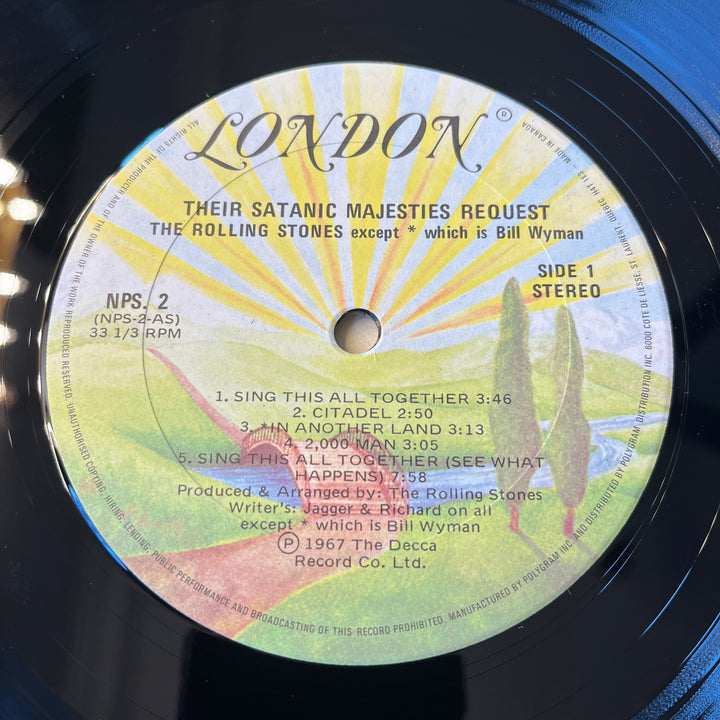 LONDON®
THEIR SATANIC MAJESTIES REQUEST
THE ROLLING STONES except * which is Bill Wyman
SIDE 1
STEREO
NPS. 2
(NPS-2-AS)
33 1/3 RPM
1. SING THIS ALL TOGETHER 3:46
2. CITADEL 2:50
3. *IN ANOTHER LAND 3:13
4. 2,000 MAN 3:05
5. SING THIS ALL TOGETHER (SEE WHAT
HAPPENS) 7:58
Produced & Arranged by: The Rolling Stones
Writer's: Jagger & Richard on all
except * which is Bill Wyman
Ⓟ 1967 The Decca
Record Co. Ltd.
ALL RIGHTS OF THE PRODUCER AND OF THE OWNER OF THE WORK REPRODUCED RESERVED. UNAUTHORISED COPYING, HIRING, LENDING, PUBLIC PERFORMANCE AND BROADCASTING OF THIS RECORD PROHIBITED. MANUFACTURED BY POLYGRAM INC. AND DISTRIBUTED BY POLYGRAM DISTRIBUTION INC. 6000 COTE DE LIESSE, ST. LAURENT QUEBEC H4T 1E3
MADE IN CANADA